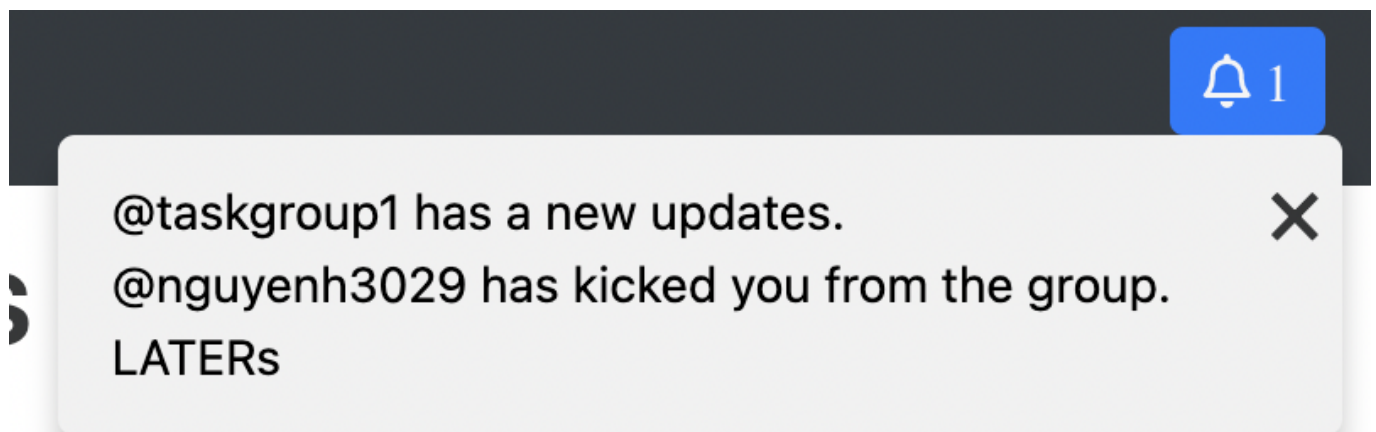 1
@taskgroup1 has a new updates.
@nguyenh3029 has kicked you from the group.
LATERs